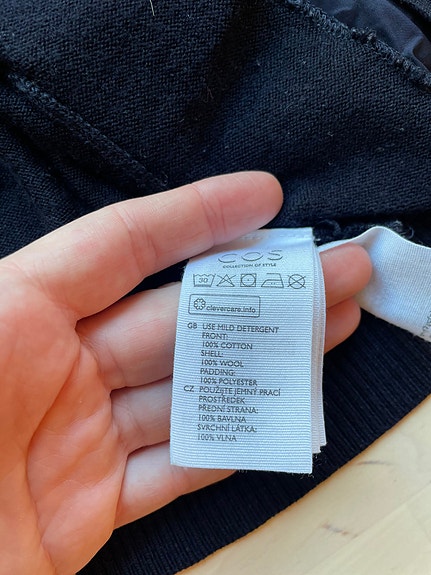 COS
COLLECTION OF STYLE
30
clevercare.info
GB USE MILD DETERGENT
FRONT:
100% COTTON
SHELL:
100% WOOL
PADDING:
100% POLYESTER
CZ POUŽIJTE JEMNÝ PRACÍ
PROSTŘEDEK
PŘEDNÍ STRANA:
100% BAVLNA
SVRCHNÍ LÁTKA:
100% VLNA